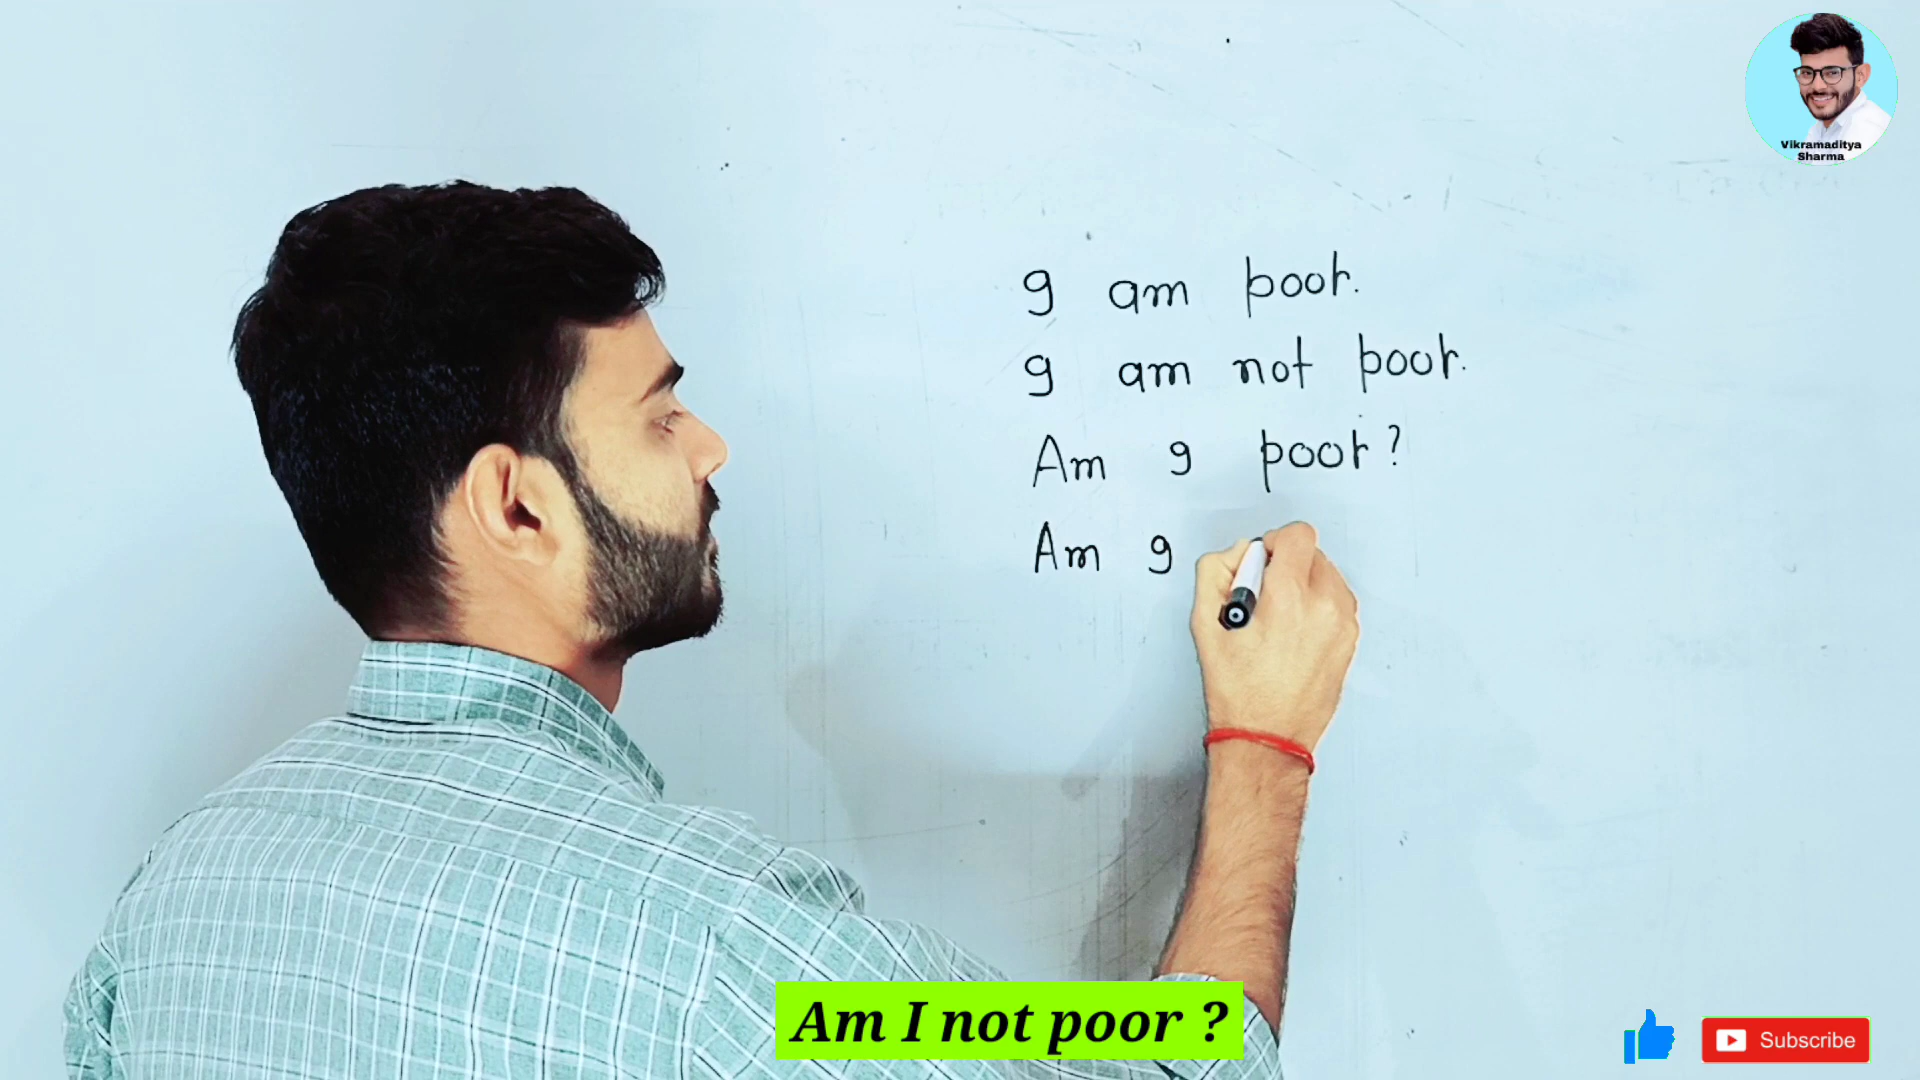 Vikramaditya
Sharma
I am poor.
I am not poor.
Am I poor?
Am I
Am I not poor ?
Subscribe